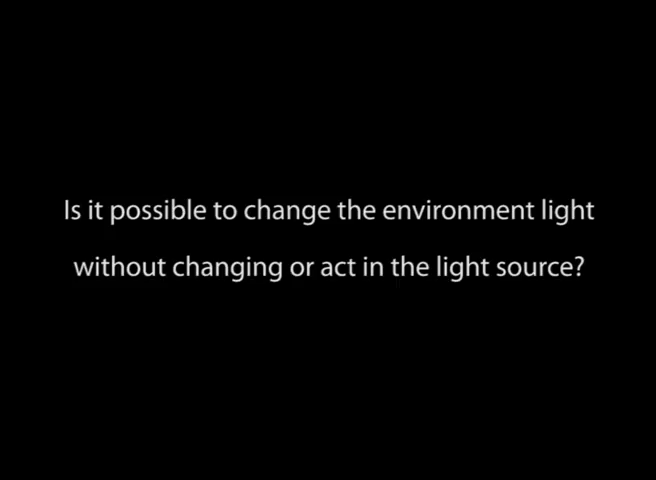 Is it possible to change the environment light
without changing or act in the light source?